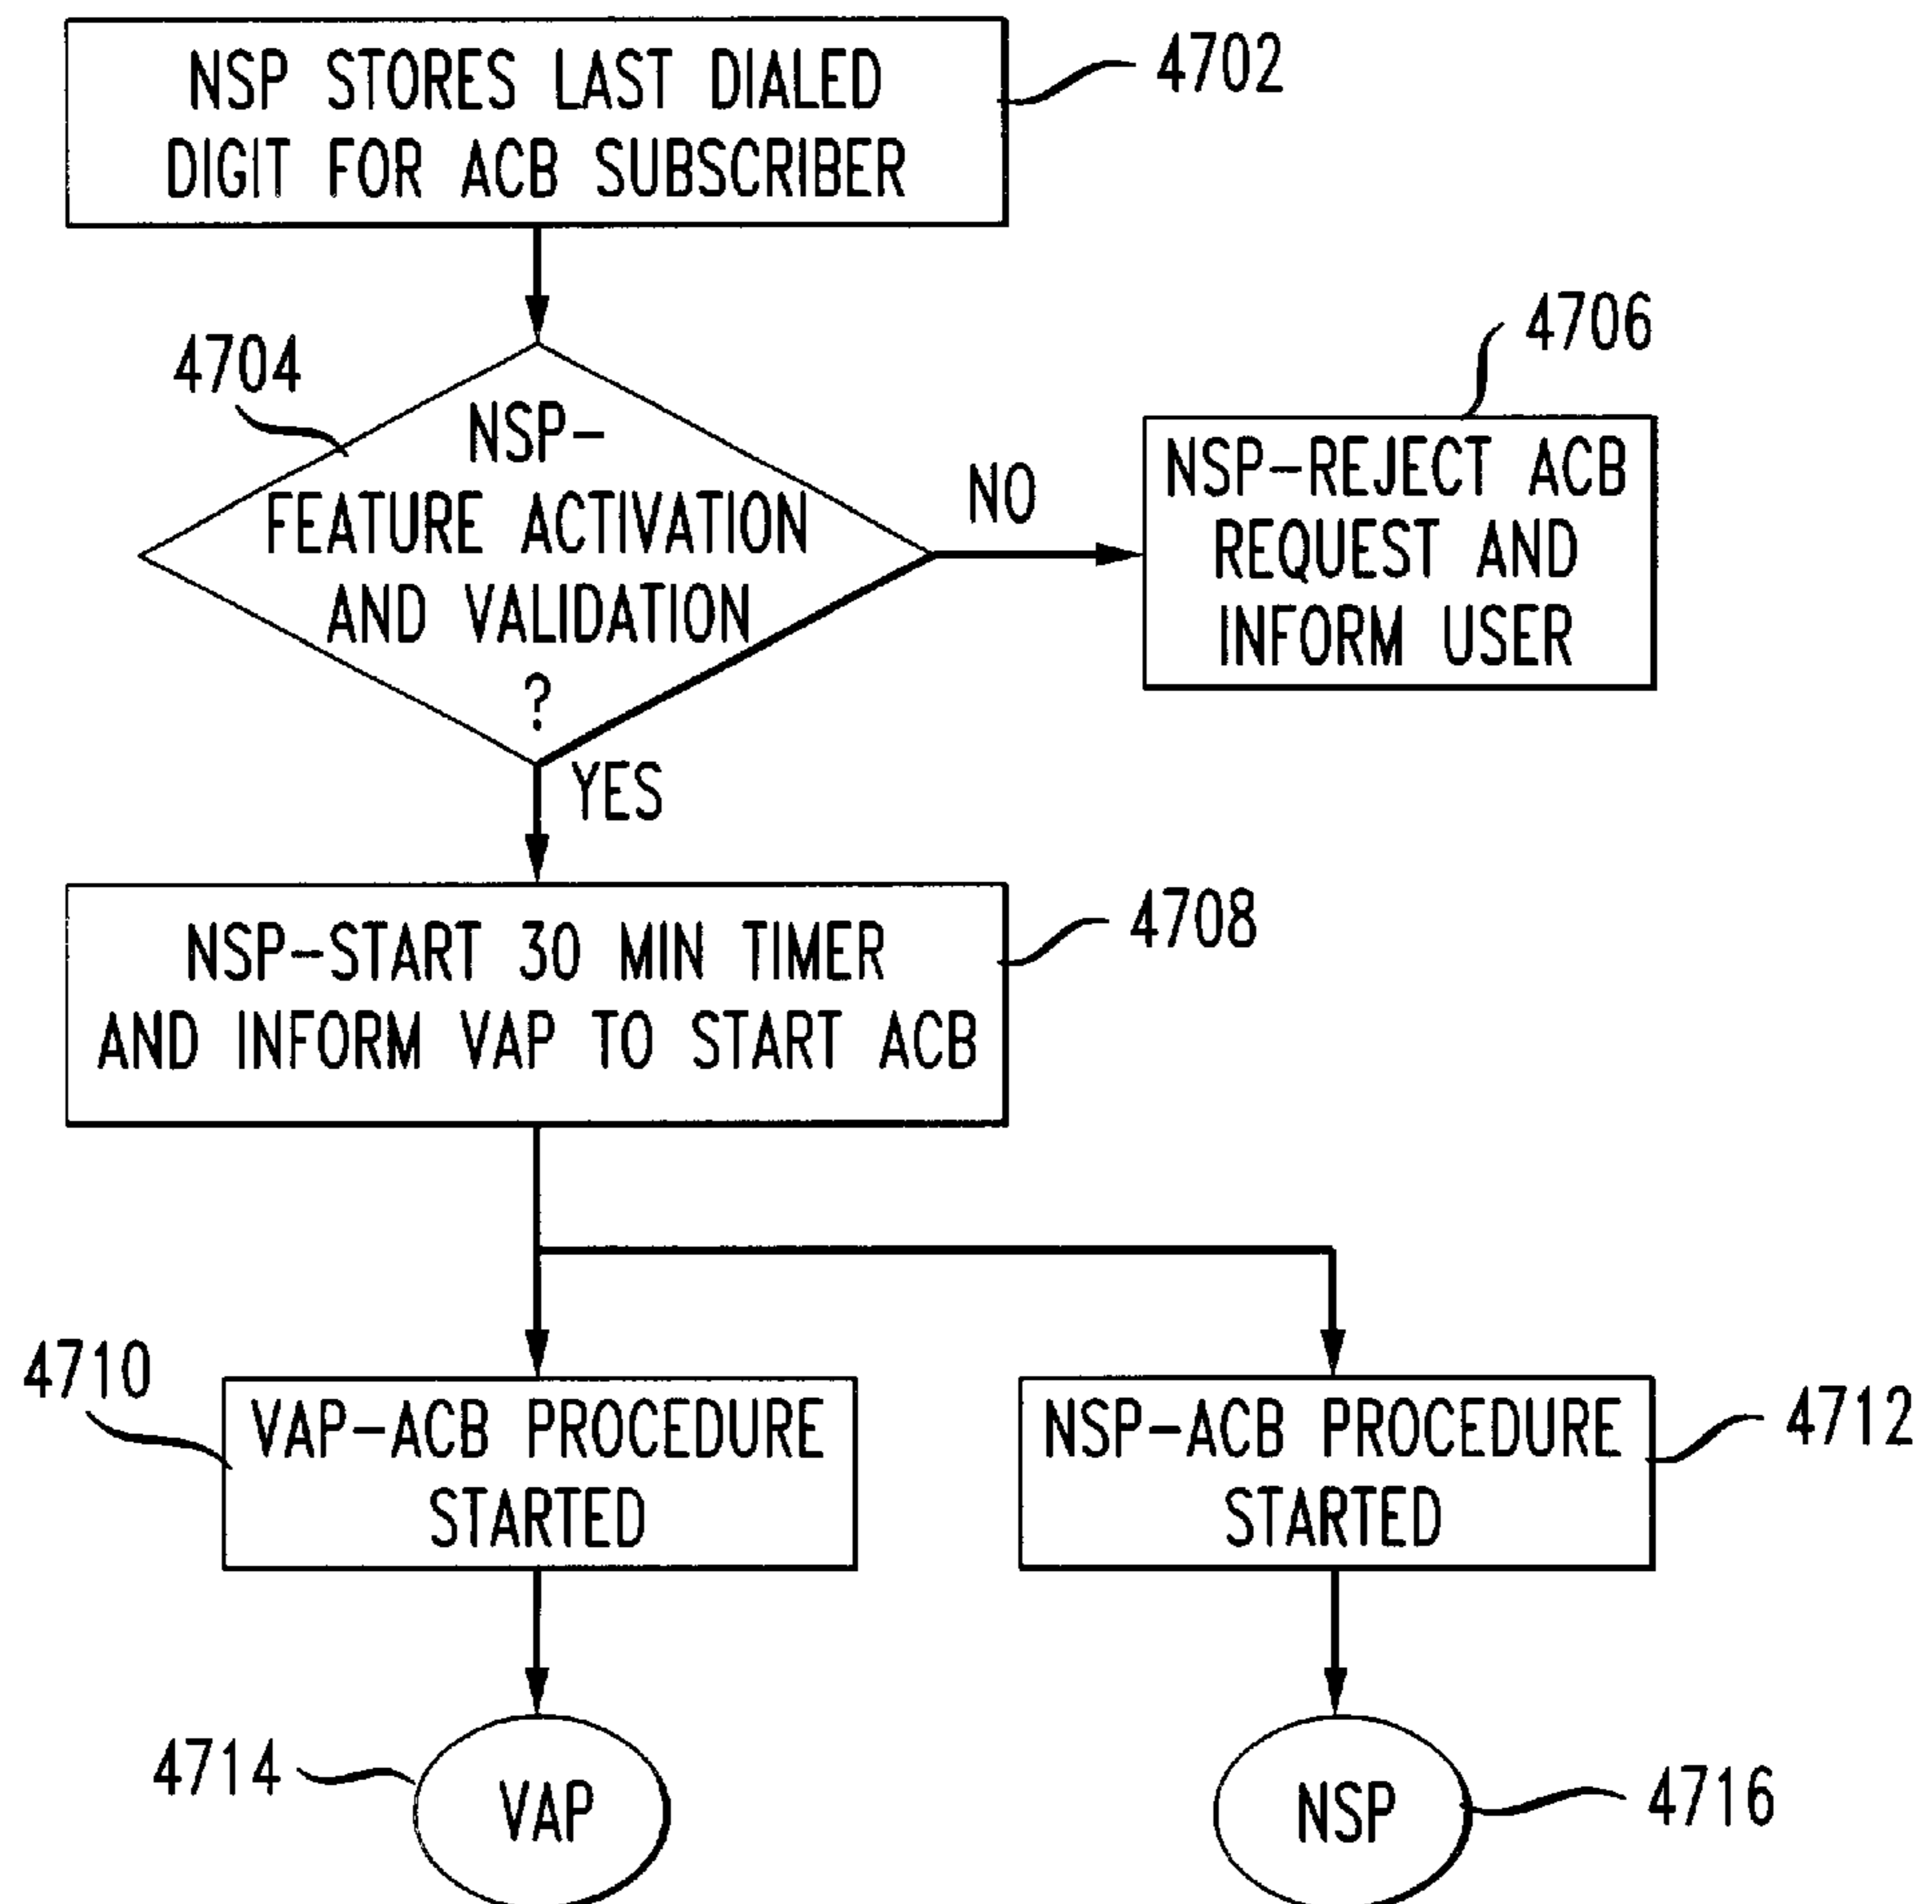 NSP STORES LAST DIALED
DIGIT FOR ACB SUBSCRIBER
4702
4704
NSP-
FEATURE ACTIVATION
AND VALIDATION
?
NO
4706
NSP-REJECT ACB
REQUEST AND
INFORM USER
YES
NSP-START 30 MIN TIMER
AND INFORM VAP TO START ACB
4708
4710
VAP-ACB PROCEDURE
STARTED
NSP-ACB PROCEDURE
STARTED
4712
4714
VAP
NSP
4716